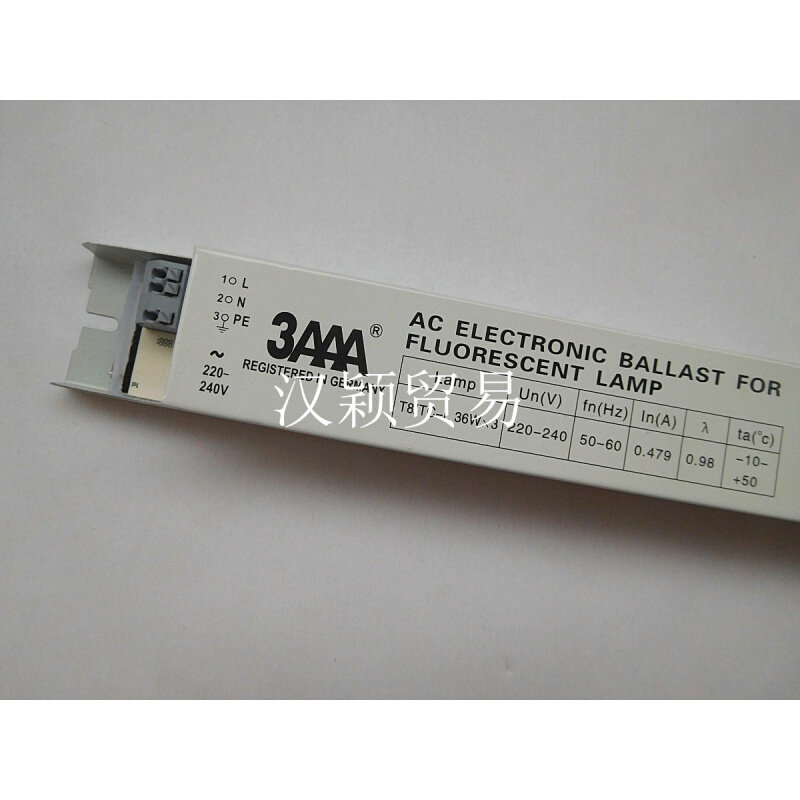 1 L
2 N
3 PE
~
220-
240V
3AAA®
REGISTERED IN GERMANY
AC ELECTRONIC BALLAST FOR
FLUORESCENT LAMP
Lamp Un(V) fn(Hz) In(A) λ ta(°c)
36W×3 220-240 50-60 0.479 0.98 -10-
+50
汉颖贸易